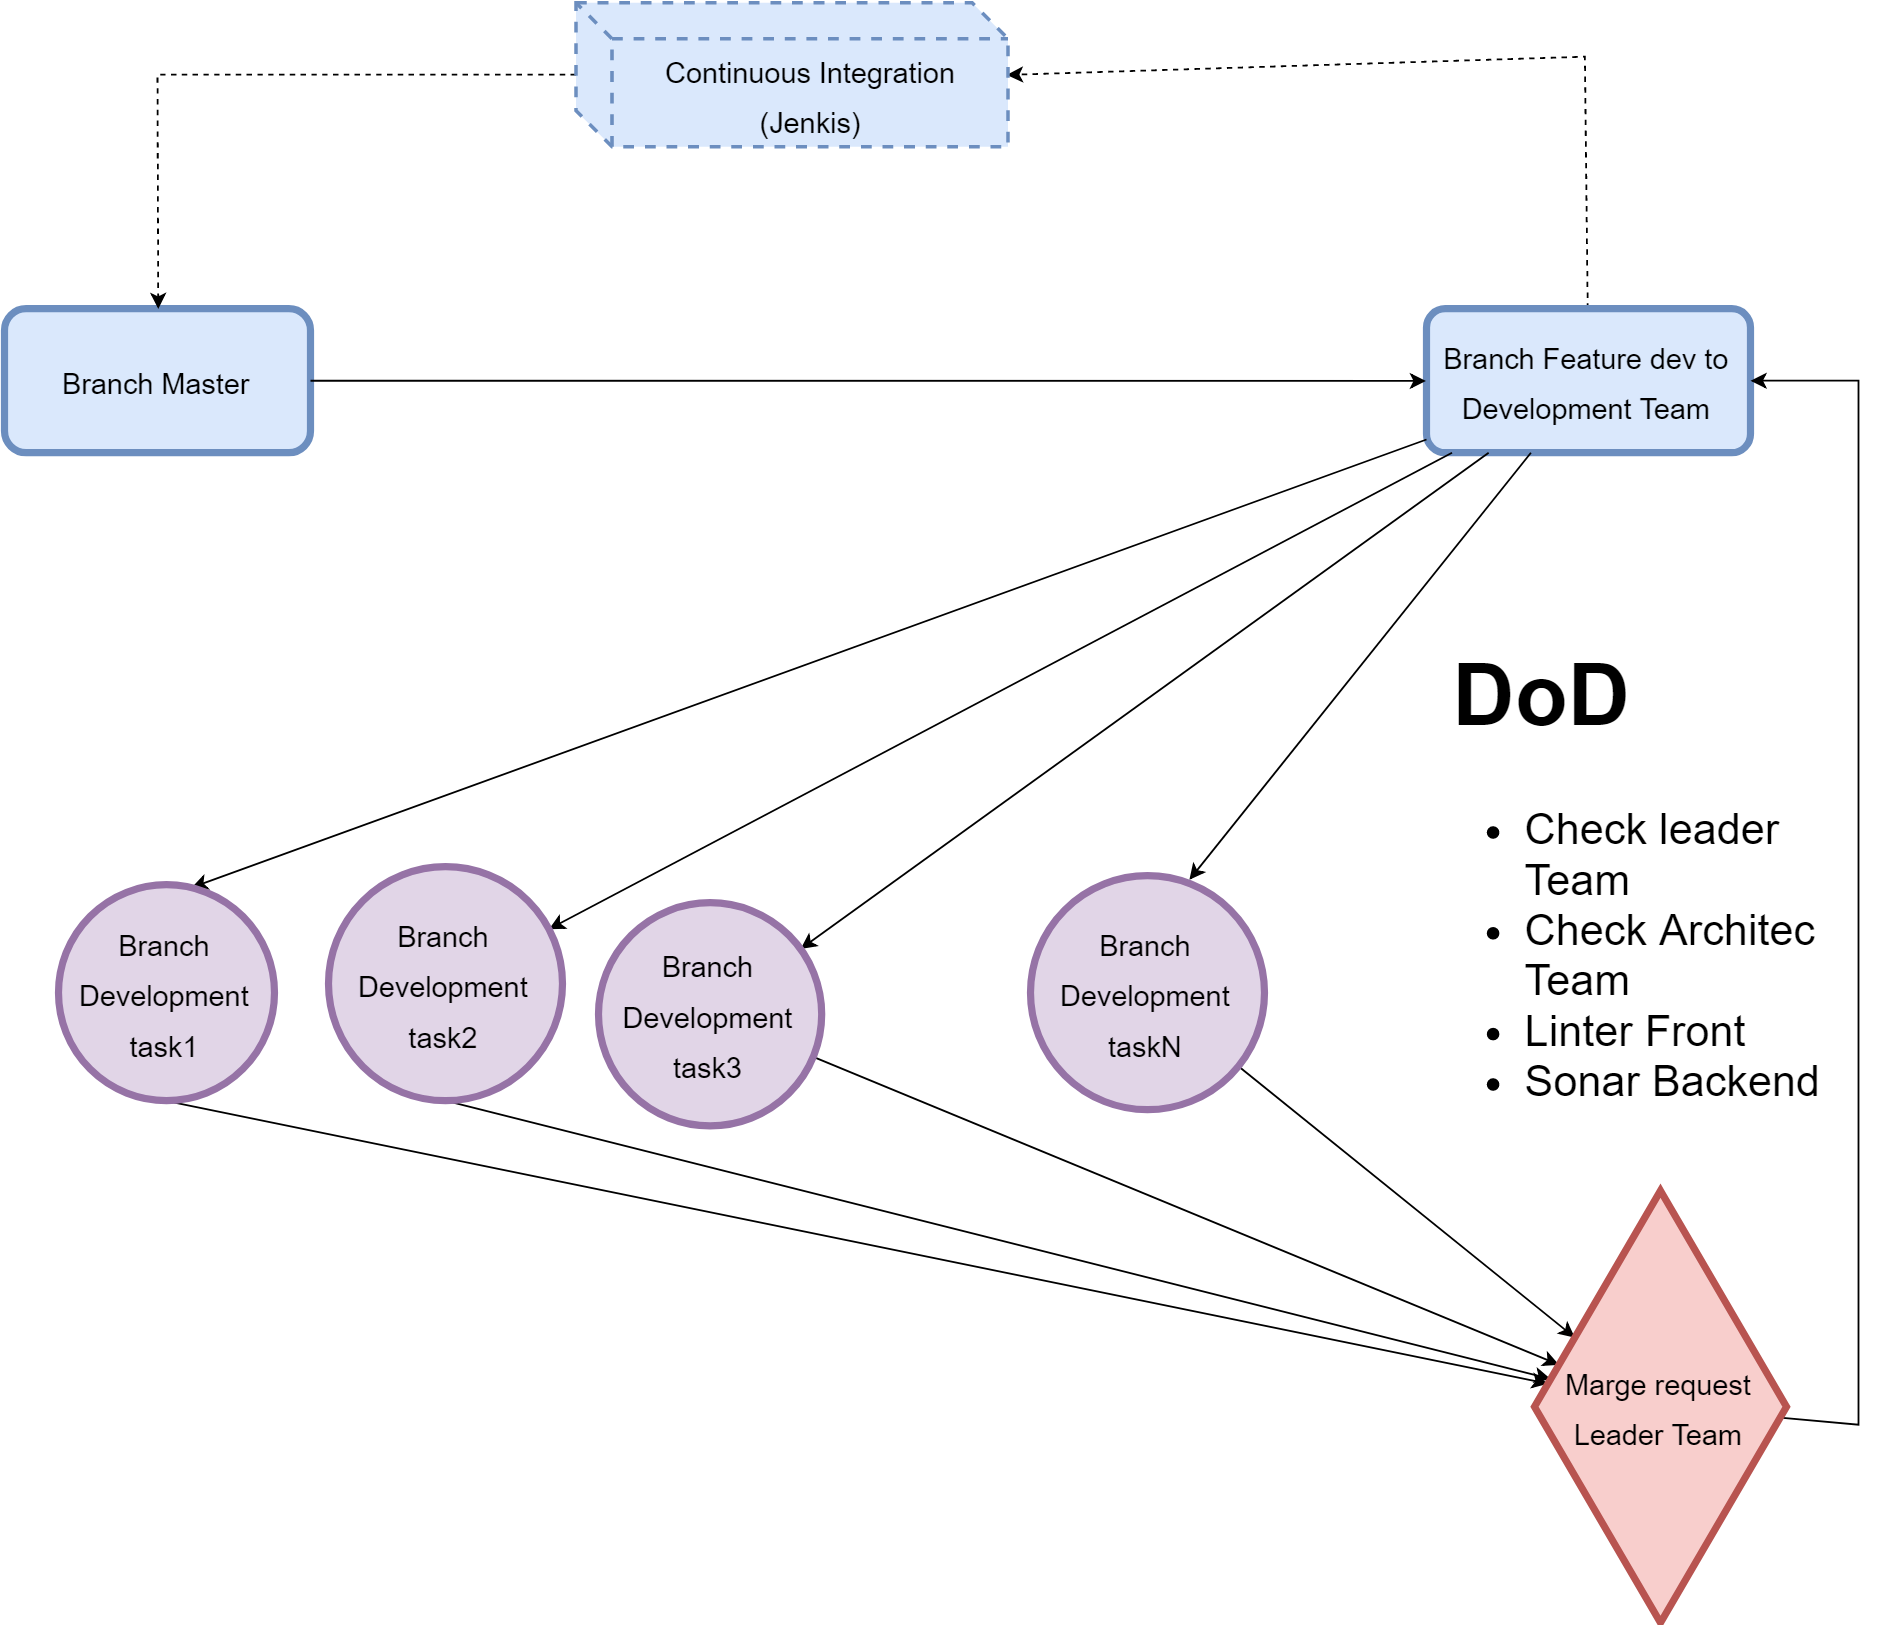 Continuous Integration
(Jenkis)
Branch Master
Branch Feature dev to
Development Team
DoD
• Check leader
Team
• Check Architec
Team
• Linter Front
• Sonar Backend
Branch
Development
task1
Branch
Development
task2
Branch
Development
task3
Branch
Development
taskN
Marge request
Leader Team